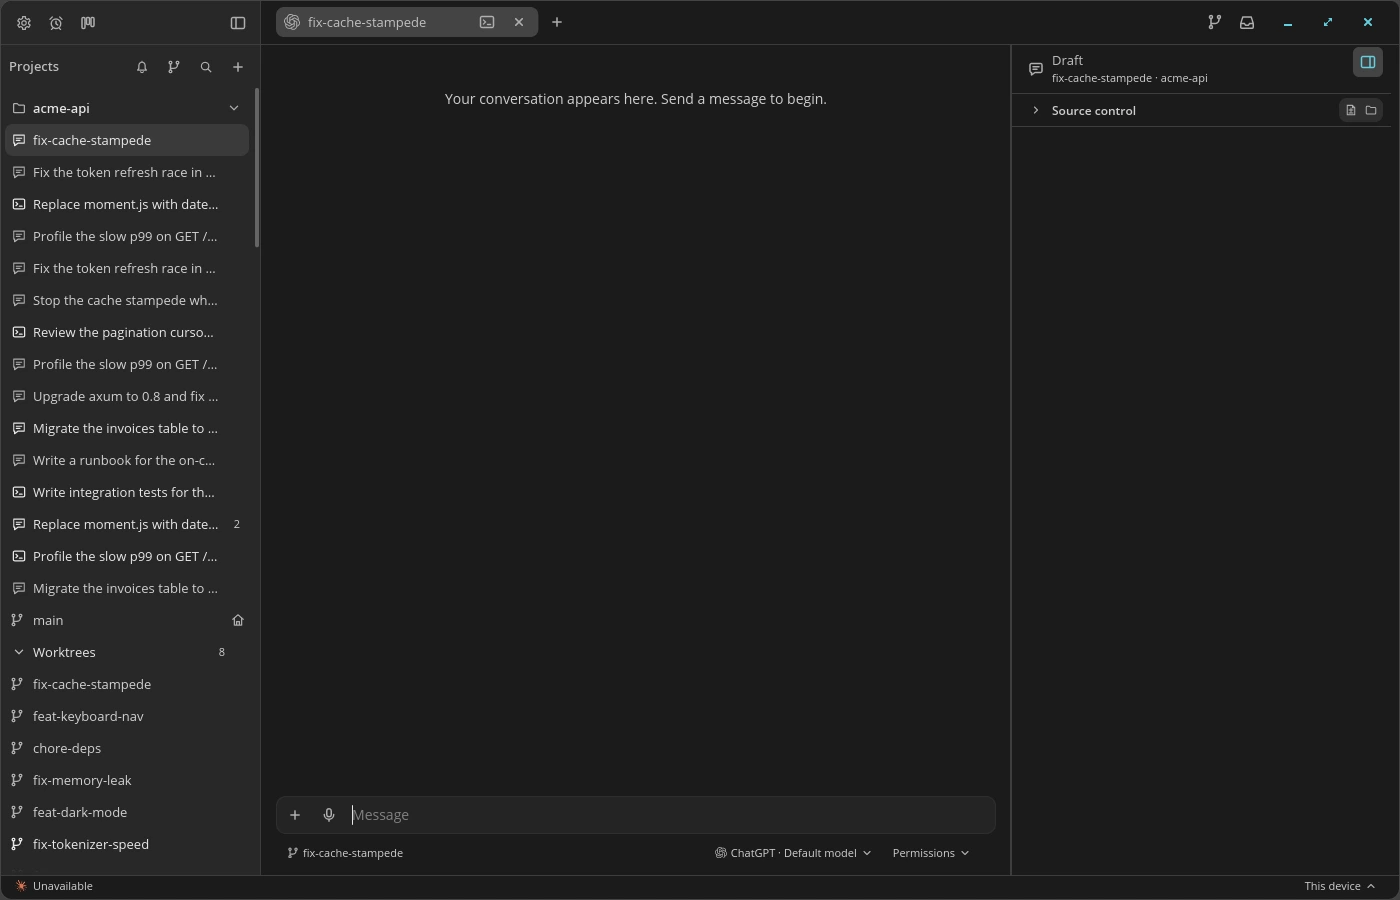 fix-cache-stampede
Projects
acme-api
fix-cache-stampede
Fix the token refresh race in ...
Replace moment.js with date...
Profile the slow p99 on GET /...
Fix the token refresh race in ...
Stop the cache stampede wh...
Review the pagination curso...
Profile the slow p99 on GET /...
Upgrade axum to 0.8 and fix ...
Migrate the invoices table to ...
Write a runbook for the on-c...
Write integration tests for th...
Replace moment.js with date... 2
Profile the slow p99 on GET /...
Migrate the invoices table to ...
main
Worktrees 8
fix-cache-stampede
feat-keyboard-nav
chore-deps
fix-memory-leak
feat-dark-mode
fix-tokenizer-speed
Your conversation appears here. Send a message to begin.
Message
fix-cache-stampede
ChatGPT · Default model
Permissions
Draft
fix-cache-stampede · acme-api
Source control
Unavailable
This device